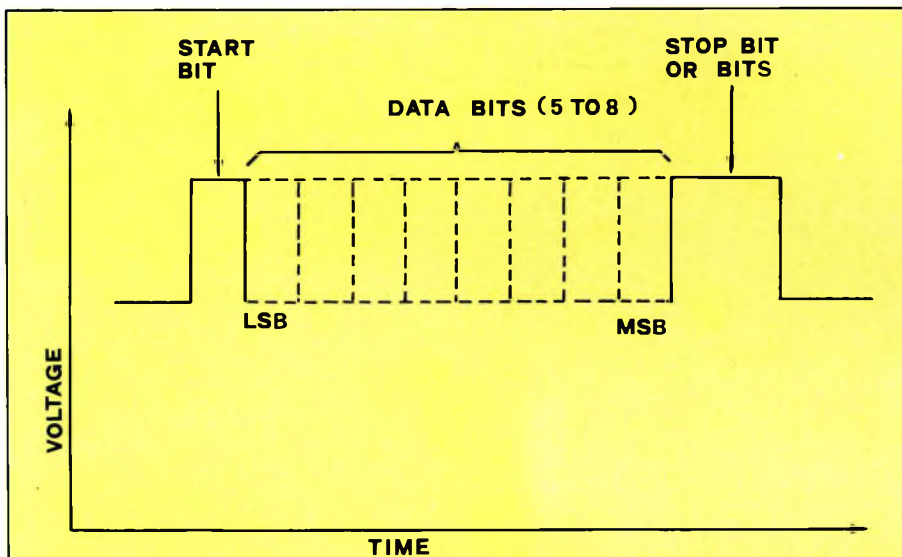 START
BIT
STOP BIT
OR BITS
DATA BITS (5 TO 8)
LSB
MSB
VOLTAGE
TIME